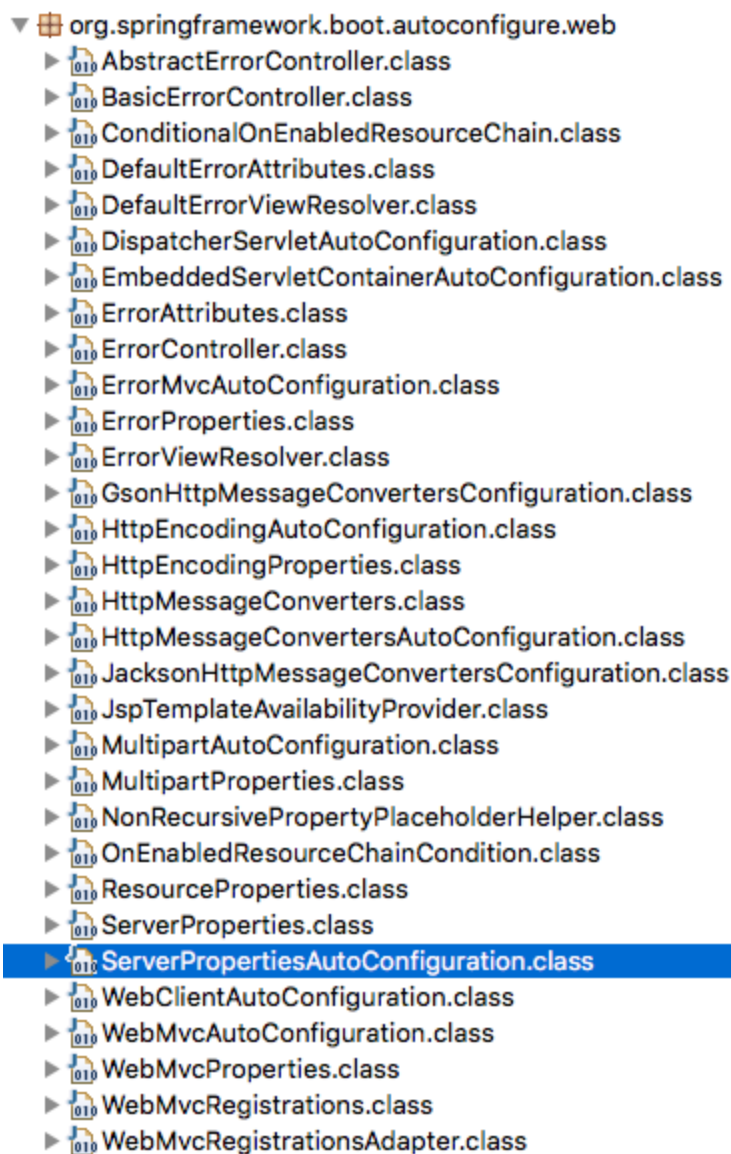 org.springframework.boot.autoconfigure.web
AbstractErrorController.class
BasicErrorController.class
ConditionalOnEnabledResourceChain.class
DefaultErrorAttributes.class
DefaultErrorViewResolver.class
DispatcherServletAutoConfiguration.class
EmbeddedServletContainerAutoConfiguration.class
ErrorAttributes.class
ErrorController.class
ErrorMvcAutoConfiguration.class
ErrorProperties.class
ErrorViewResolver.class
GsonHttpMessageConvertersConfiguration.class
HttpEncodingAutoConfiguration.class
HttpEncodingProperties.class
HttpMessageConverters.class
HttpMessageConvertersAutoConfiguration.class
JacksonHttpMessageConvertersConfiguration.class
JspTemplateAvailabilityProvider.class
MultipartAutoConfiguration.class
MultipartProperties.class
NonRecursivePropertyPlaceholderHelper.class
OnEnabledResourceChainCondition.class
ResourceProperties.class
ServerProperties.class
ServerPropertiesAutoConfiguration.class
WebClientAutoConfiguration.class
WebMvcAutoConfiguration.class
WebMvcProperties.class
WebMvcRegistrations.class
WebMvcRegistrationsAdapter.class